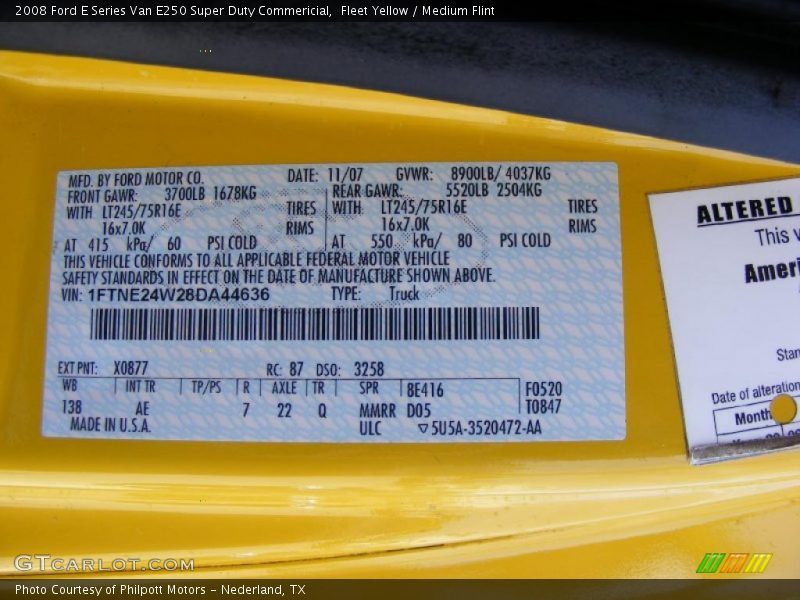 2008 Ford E Series Van E250 Super Duty Commericial,  Fleet Yellow / Medium Flint
MFD. BY FORD MOTOR CO. DATE: 11/07 GVWR: 8900LB/ 4037KG
FRONT GAWR: 3700LB 1678KG REAR GAWR: 5520LB 2504KG
WITH LT245/75R16E TIRES WITH LT245/75R16E TIRES
16x7.0K RIMS 16x7.0K RIMS
AT 415 kPa/ 60 PSI COLD AT 550 kPa/ 80 PSI COLD
THIS VEHICLE CONFORMS TO ALL APPLICABLE FEDERAL MOTOR VEHICLE
SAFETY STANDARDS IN EFFECT ON THE DATE OF MANUFACTURE SHOWN ABOVE.
VIN: 1FTNE24W28DA44636 TYPE: Truck
EXT PNT: X0877 RC: 87 DSO: 3258
WB INT TR TP/PS R AXLE TR SPR 8E416 F0520
138 AE 7 22 Q MMRR D05 T0847
MADE IN U.S.A. ULC ▽5U5A-3520472-AA
ALTERED
This v
Ameri
Stan
Date of alteration
Month
GTCARLOT.COM
Photo Courtesy of Philpott Motors - Nederland, TX